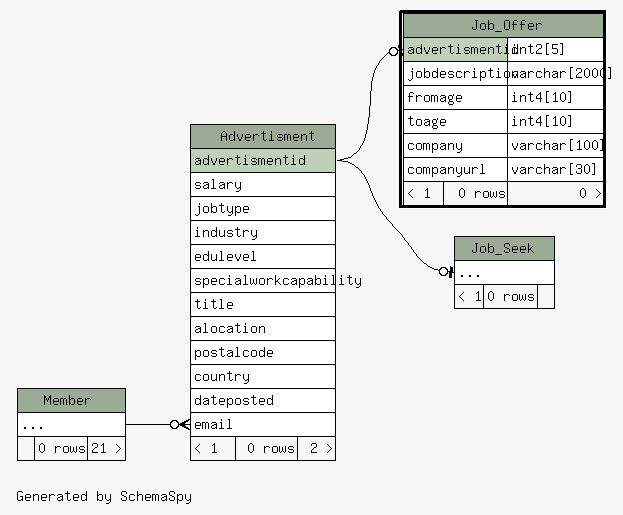 Job_Offer
advertismentid int2[5]
jobdescription varchar[2000]
fromage int4[10]
toage int4[10]
company varchar[100]
companyurl varchar[30]
< 1 0 rows 0 >
Advertisment
advertismentid
salary
jobtype
industry
edulevel
specialworkcapability
title
alocation
postalcode
country
dateposted
email
< 1 0 rows 2 >
Job_Seek
...
< 1 0 rows
Member
...
0 rows 21 >
Generated by SchemaSpy